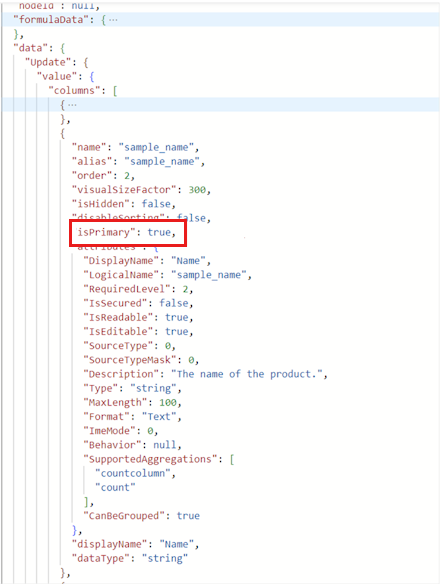 nodeId": null,
"formulaData": { ...
},
"data": {
"Update": {
"value": {
"columns": [
{ ...
},
{
"name": "sample_name",
"alias": "sample_name",
"order": 2,
"visualSizeFactor": 300,
"isHidden": false,
"disableSorting": false,
isPrimary": true,
"attributes": {
"DisplayName": "Name",
"LogicalName": "sample_name",
"RequiredLevel": 2,
"IsSecured": false,
"IsReadable": true,
"IsEditable": true,
"SourceType": 0,
"SourceTypeMask": 0,
"Description": "The name of the product.",
"Type": "string",
"MaxLength": 100,
"Format": "Text",
"ImeMode": 0,
"Behavior": null,
"SupportedAggregations": [
"countcolumn",
"count"
],
"CanBeGrouped": true
},
"displayName": "Name",
"dataType": "string"
},